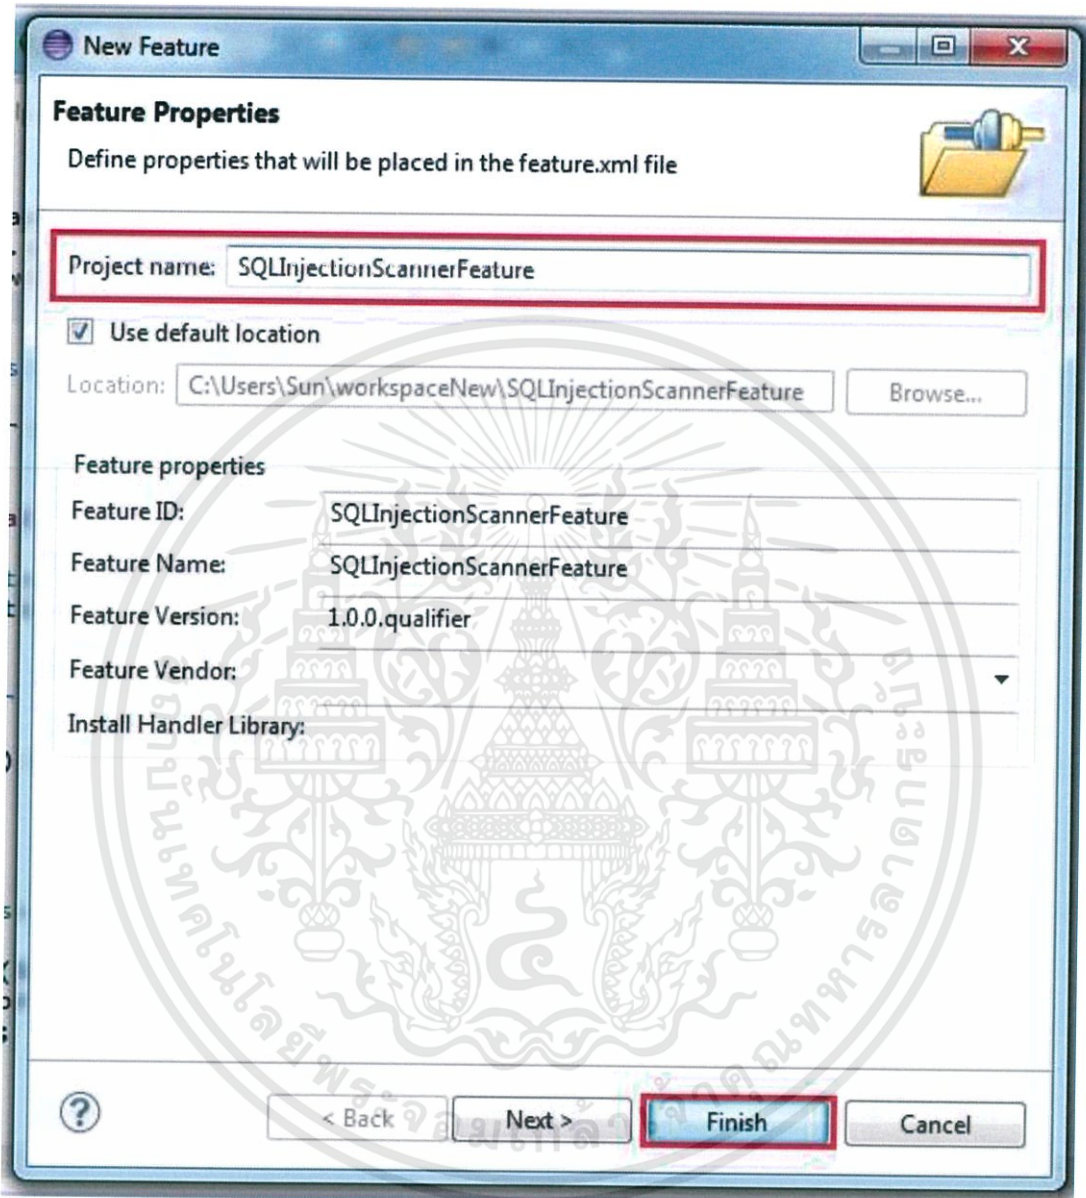 New Feature
Feature Properties
Define properties that will be placed in the feature.xml file
Project name: SQLInjectionScannerFeature
Use default location
Location: C:\Users\Sun\workspaceNew\SQLInjectionScannerFeature Browse...
Feature properties
Feature ID: SQLInjectionScannerFeature
Feature Name: SQLInjectionScannerFeature
Feature Version: 1.0.0.qualifier
Feature Vendor:
Install Handler Library:
? < Back Next > Finish Cancel